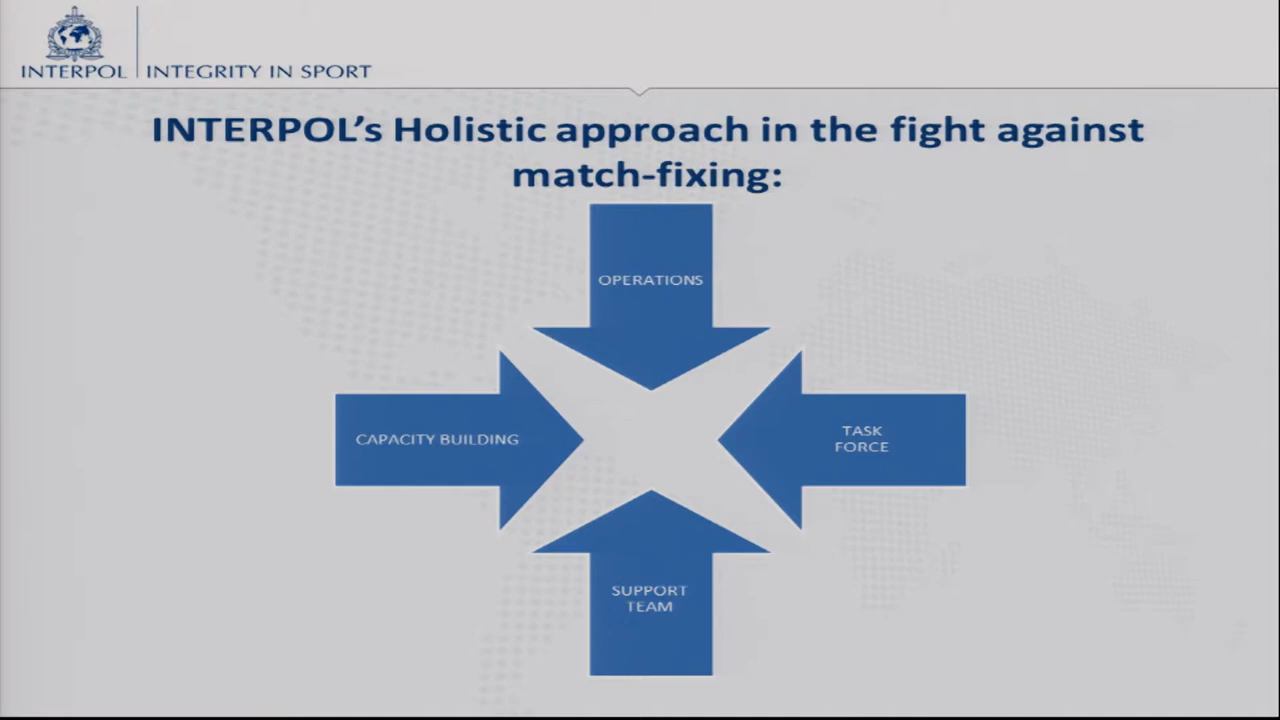 INTERPOL INTEGRITY IN SPORT
INTERPOL’s Holistic approach in the fight against
match-fixing:
OPERATIONS
CAPACITY BUILDING
TASK
FORCE
SUPPORT
TEAM